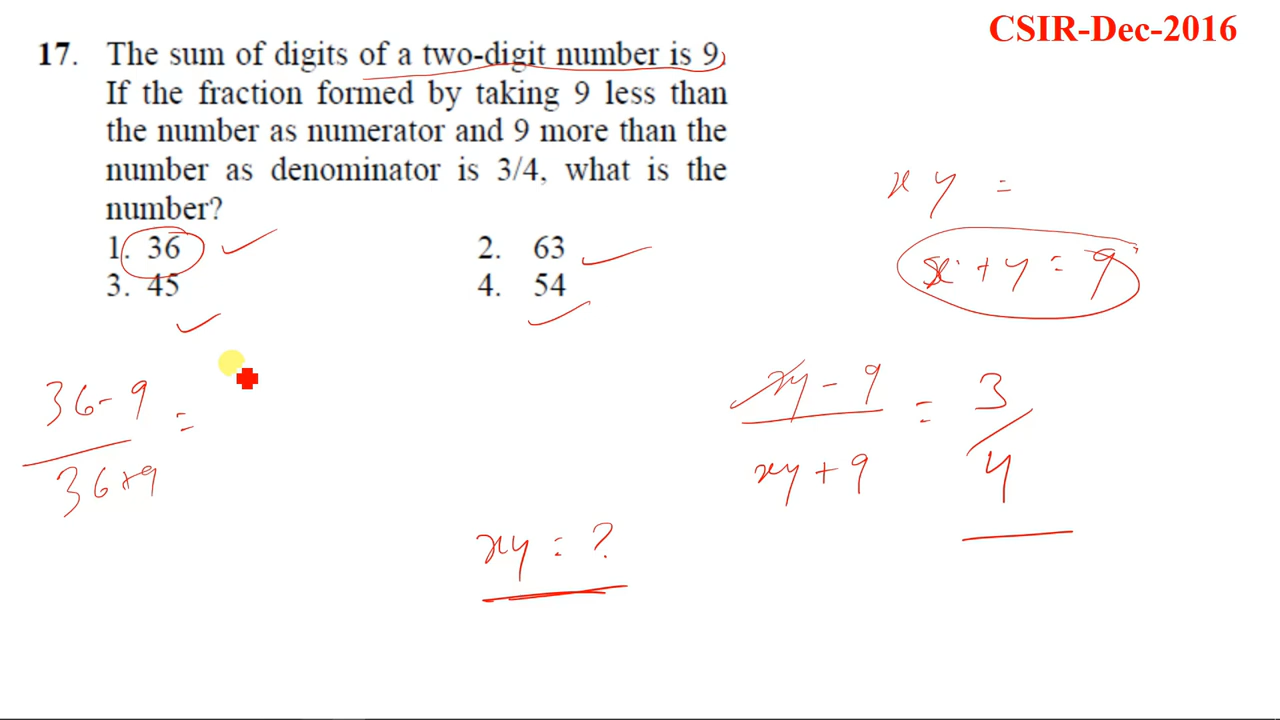 CSIR-Dec-2016
17. The sum of digits of a two-digit number is 9.
If the fraction formed by taking 9 less than
the number as numerator and 9 more than the
number as denominator is 3/4, what is the
number?
1. 36 2. 63
3. 45 4. 54
xy =
x + y = 9
36 - 9
=
36 + 9
xy - 9 = 3
xy + 9 4
xy = ?